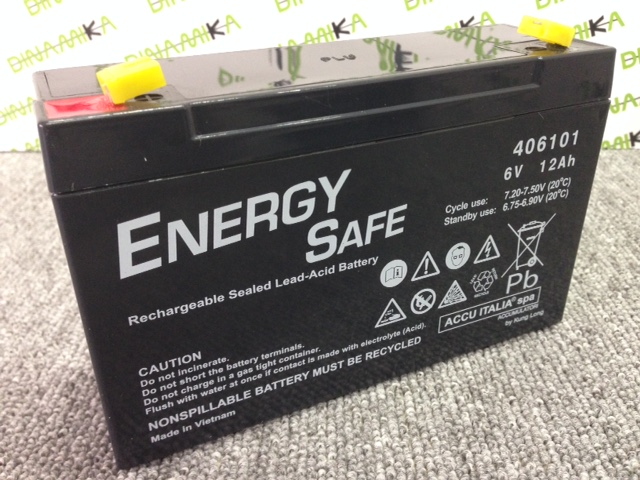 BINAMIKA
406101
6V 12Ah
Cycle use: 7.20-7.50V (20°C)
Standby use: 6.75-6.90V (20°C)
ENERGY
SAFE
Rechargeable Sealed Lead-Acid Battery
Pb
ACCU ITALIA® spa
ACCUMULATORI
by Kung Long
CAUTION
Do not incinerate.
Do not short the battery terminals.
Do not charge in a gas tight container.
Flush with water at once if contact is made with electrolyte (Acid).
NONSPILLABLE BATTERY MUST BE RECYCLED
Made in Vietnam